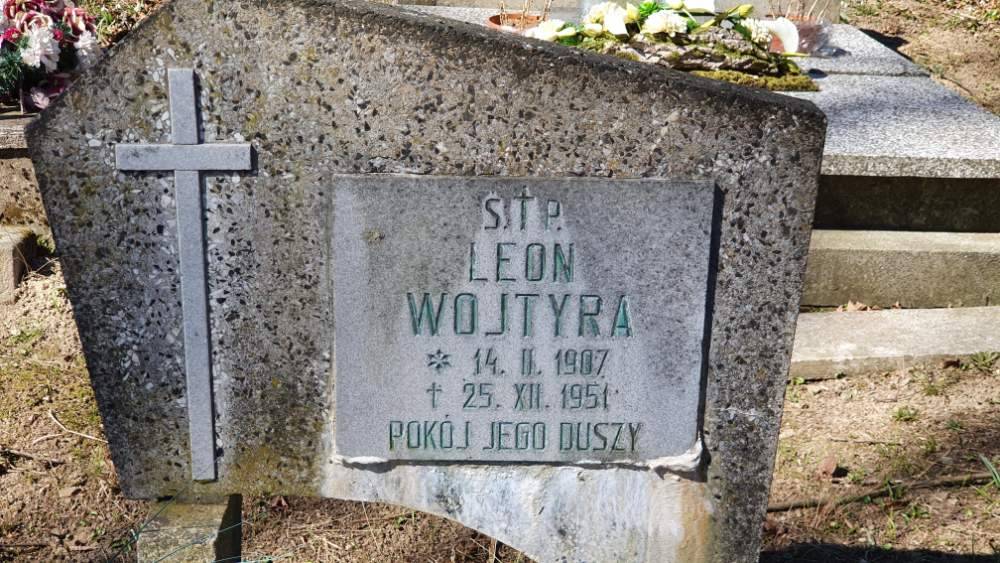 Ś.†P.
LEON
WOJTYRA
* 14. II. 1907.
† 25. XII. 1951
POKÓJ JEGO DUSZY